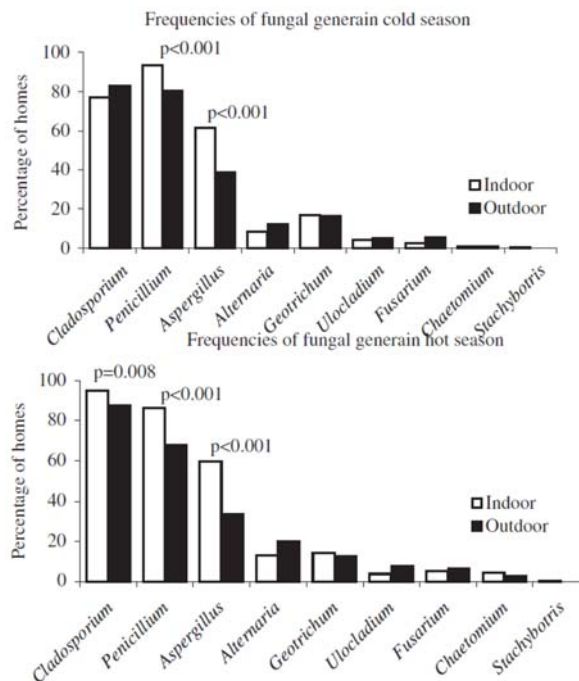 Frequencies of fungal generain cold season
p<0.001
p<0.001
100
80
60
40
20
0
Percentage of homes
Indoor
Outdoor
Cladosporium
Penicillium
Aspergillus
Alternaria
Geotrichum
Ulocladium
Fusarium
Chaetomium
Stachybotris
Frequencies of fungal generain hot season
p=0.008
p<0.001
p<0.001
100
80
60
40
20
0
Percentage of homes
Indoor
Outdoor
Cladosporium
Penicillium
Aspergillus
Alternaria
Geotrichum
Ulocladium
Fusarium
Chaetomium
Stachybotris